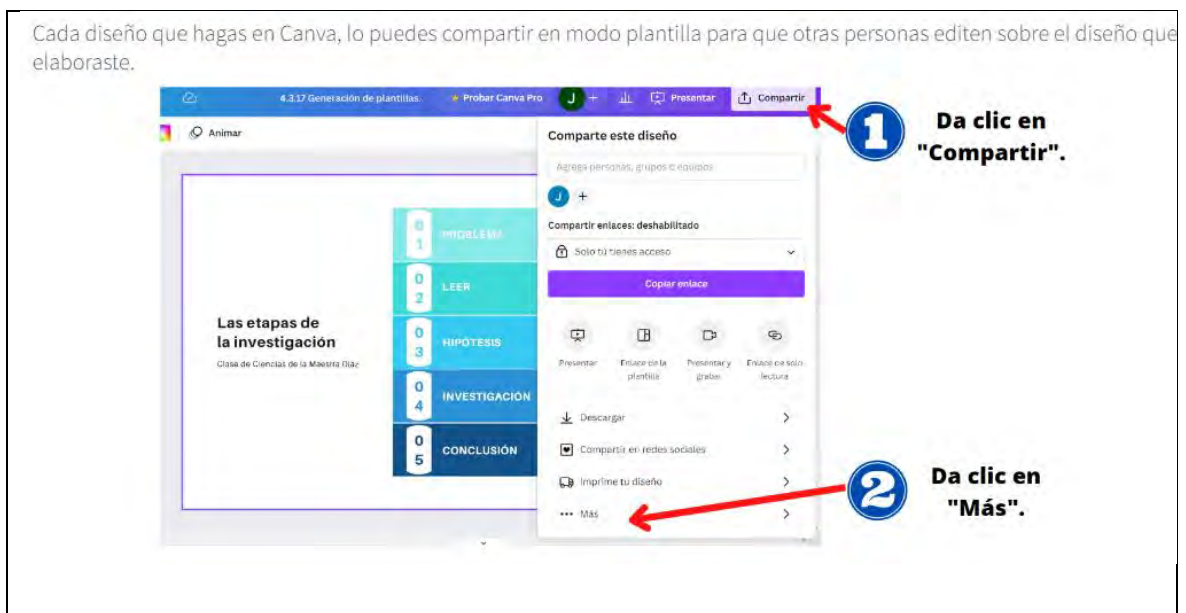 Cada diseño que hagas en Canva, lo puedes compartir en modo plantilla para que otras personas editen sobre el diseño que
elaboraste.
4.3.17 Generación de plantillas.
Probar Canva Pro
J
+
Presentar
Compartir
Animar
Comparte este diseño
Agrega personas, grupos o equipos
J
+
Compartir enlaces: deshabilitado
Solo tú tienes acceso
Copiar enlace
Presentar
Enlace de la
plantilla
Presentar y
grabar
Enlace de solo
lectura
Descargar
Compartir en redes sociales
Imprime tu diseño
Más
Las etapas de
la investigación
Clase de Ciencias de la Maestra Díaz
01 PROBLEMA
02 LEER
03 HIPÓTESIS
04 INVESTIGACIÓN
05 CONCLUSIÓN
1
Da clic en
"Compartir".
2
Da clic en
"Más".